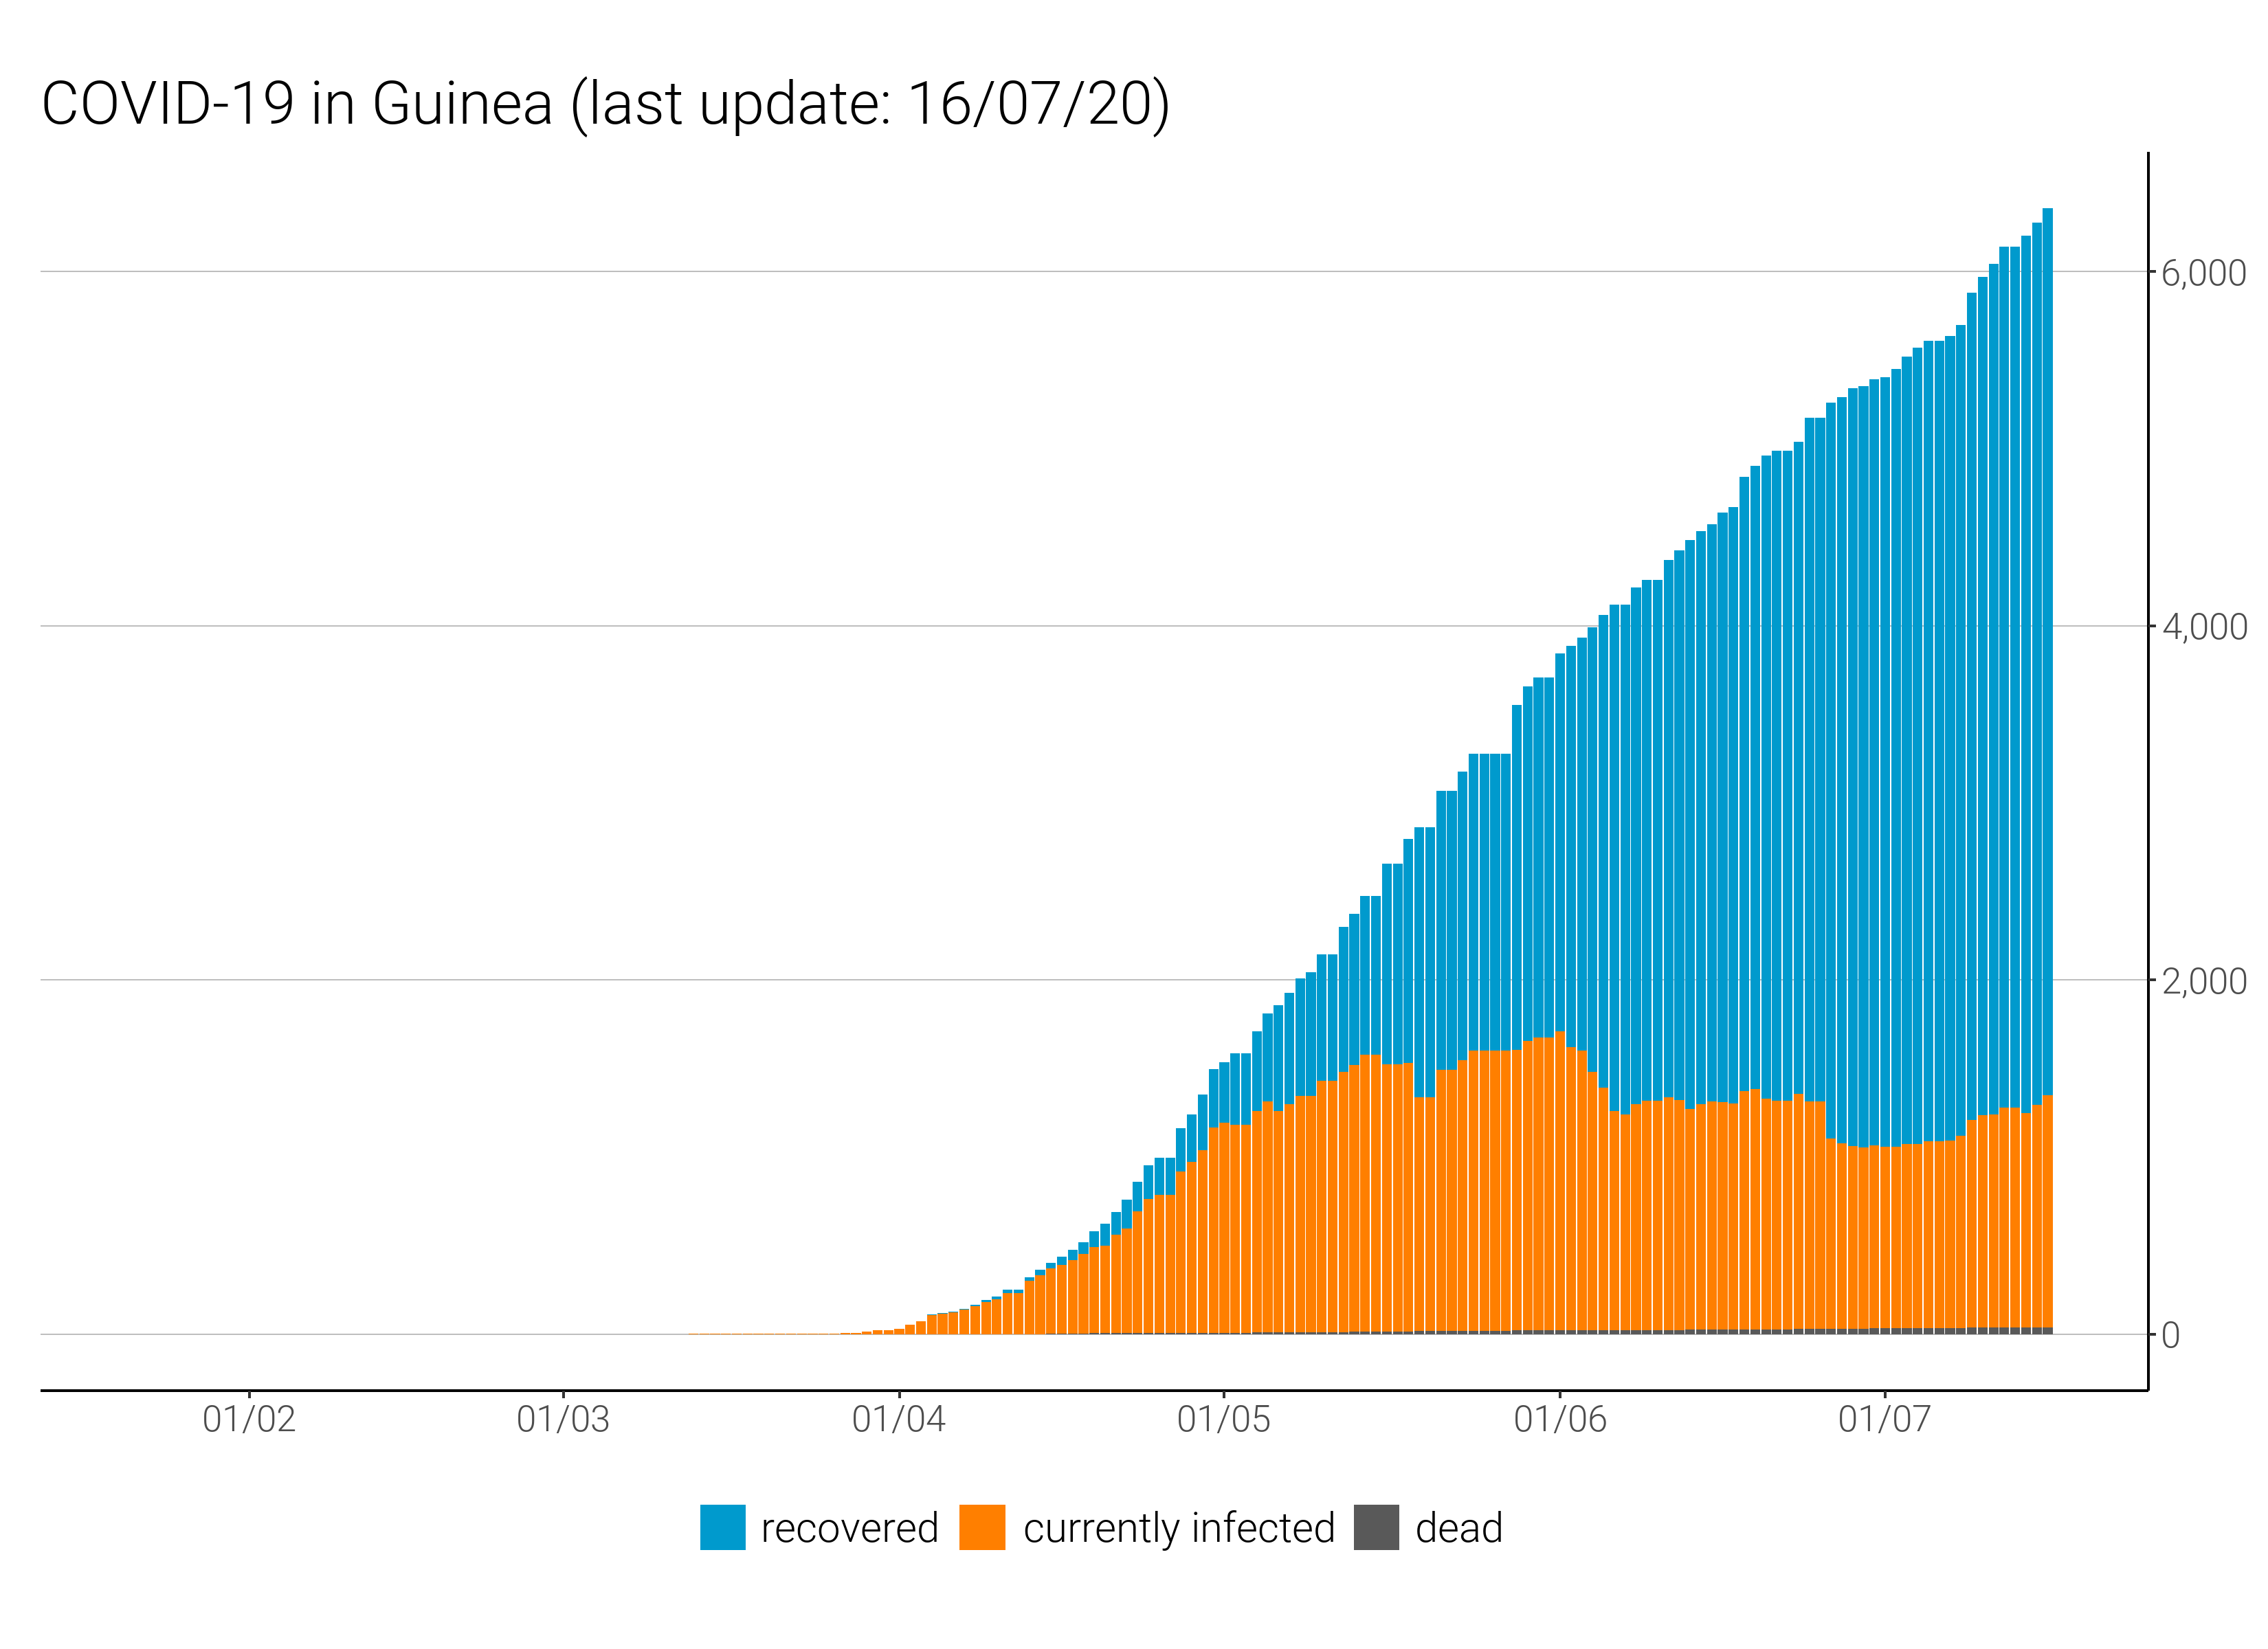 COVID-19 in Guinea (last update: 16/07/20)
6,000
4,000
2,000
0
01/02 01/03 01/04 01/05 01/06 01/07
recovered currently infected dead